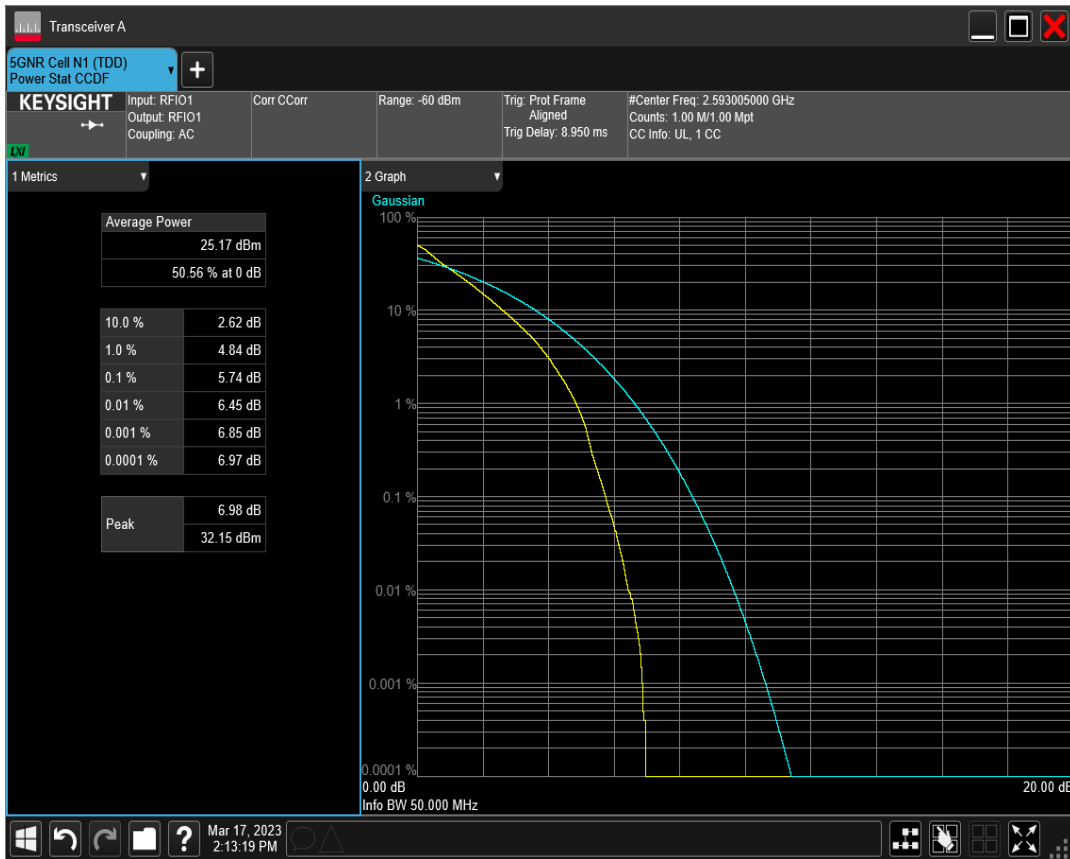 Transceiver A
5GNR Cell N1 (TDD)
Power Stat CCDF
+
KEYSIGHT
LXI
Input: RFIO1
Output: RFIO1
Coupling: AC
Corr CCorr
Range: -60 dBm
Trig: Prot Frame
Aligned
Trig Delay: 8.950 ms
#Center Freq: 2.593005000 GHz
Counts: 1.00 M/1.00 Mpt
CC Info: UL, 1 CC
1 Metrics
Average Power
25.17 dBm
50.56 % at 0 dB
10.0 % 2.62 dB
1.0 % 4.84 dB
0.1 % 5.74 dB
0.01 % 6.45 dB
0.001 % 6.85 dB
0.0001 % 6.97 dB
Peak
6.98 dB
32.15 dBm
2 Graph
Gaussian
100 %
10 %
1 %
0.1 %
0.01 %
0.001 %
0.0001 %
0.00 dB 20.00 dB
Info BW 50.000 MHz
?
Mar 17, 2023
2:13:19 PM